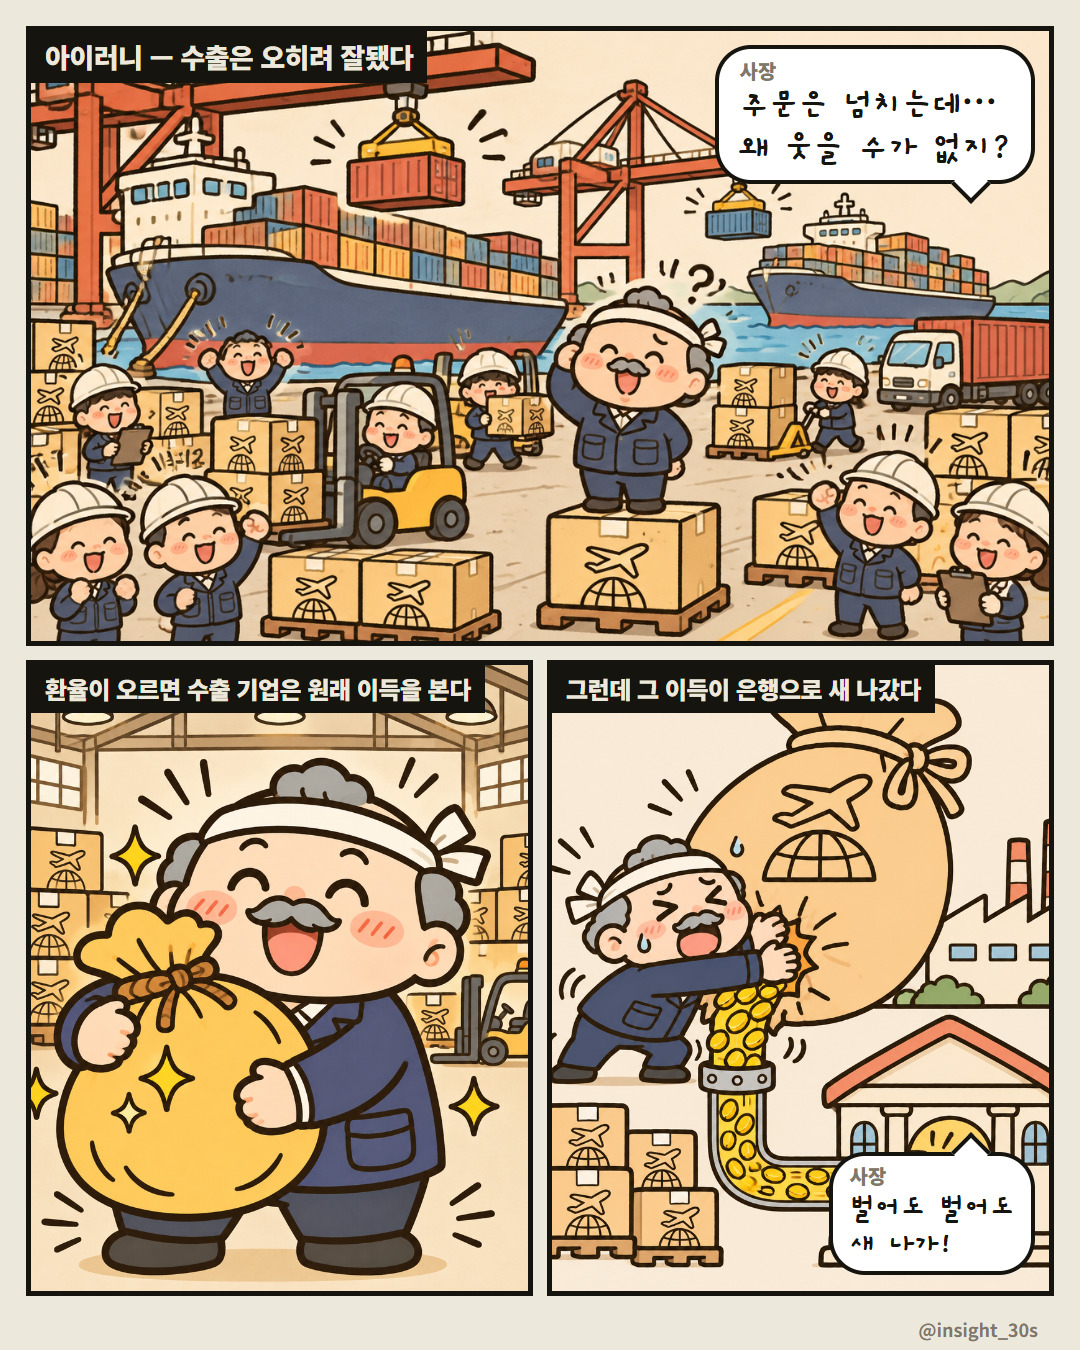 아이러니 — 수출은 오히려 잘됐다
사장
주문은 넘치는데…
왜 웃을 수가 없지?
?
환율이 오르면 수출 기업은 원래 이득을 본다
그런데 그 이득이 은행으로 새 나갔다
사장
벌어도 벌어도
새 나가!
@insight_30s